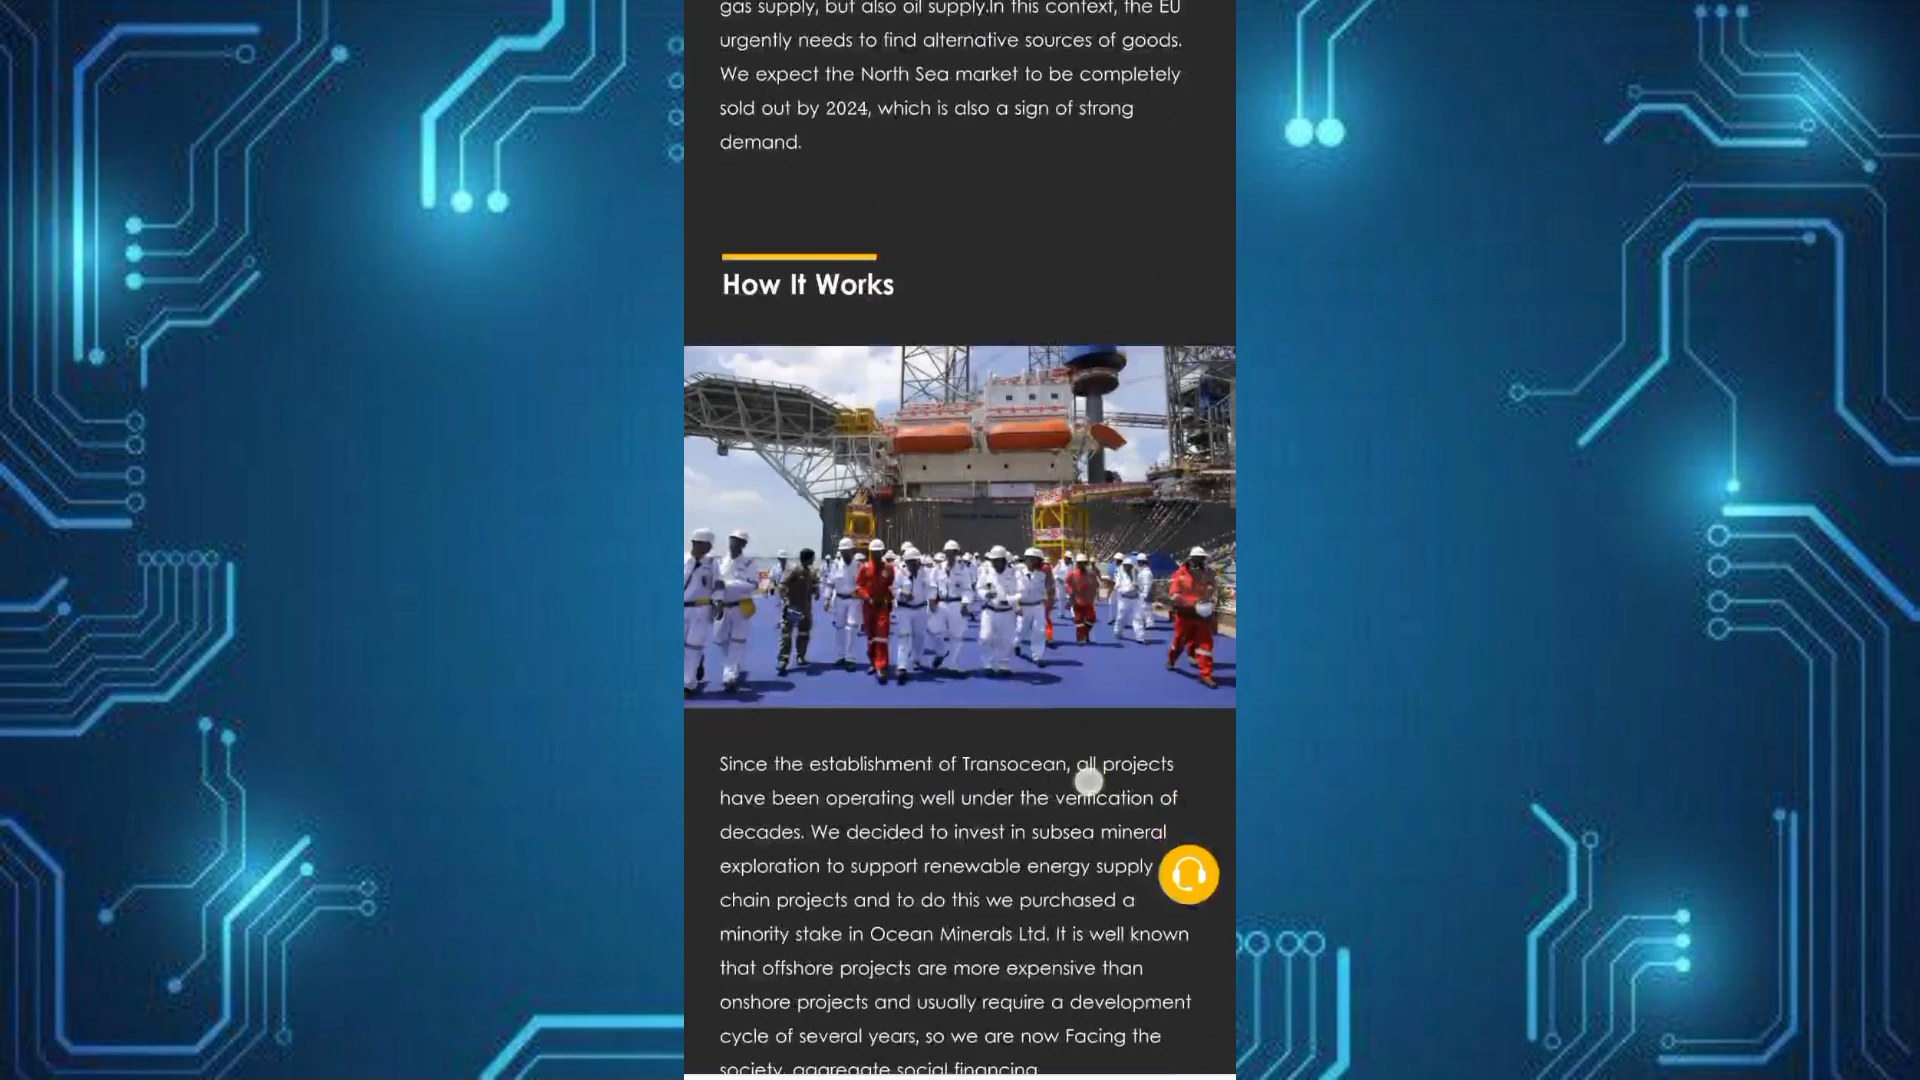 gas supply, but also oil supply.In this context, the EU
urgently needs to find alternative sources of goods.
We expect the North Sea market to be completely
sold out by 2024, which is also a sign of strong
demand.
How It Works
Since the establishment of Transocean, all projects
have been operating well under the verification of
decades. We decided to invest in subsea mineral
exploration to support renewable energy supply
chain projects and to do this we purchased a
minority stake in Ocean Minerals Ltd. It is well known
that offshore projects are more expensive than
onshore projects and usually require a development
cycle of several years, so we are now Facing the
society, aggregate social financing